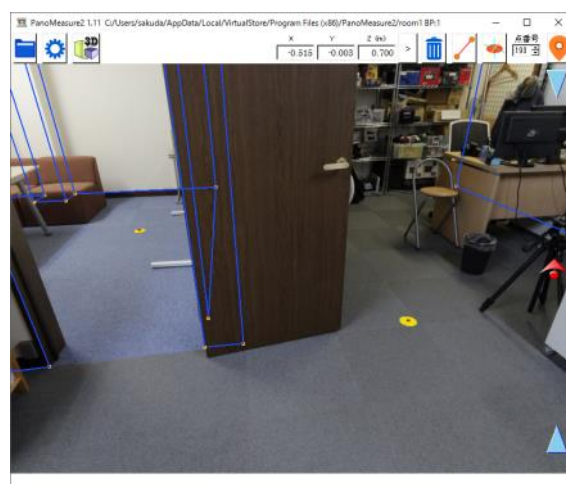 PanoMeasure2 1.11 C:/Users/sakuda/AppData/Local/VirtualStore/Program Files (x86)/PanoMeasure2/room1 BP:1
3D
X Y Z (m) 点番号
-0.515 -0.003 0.700 >